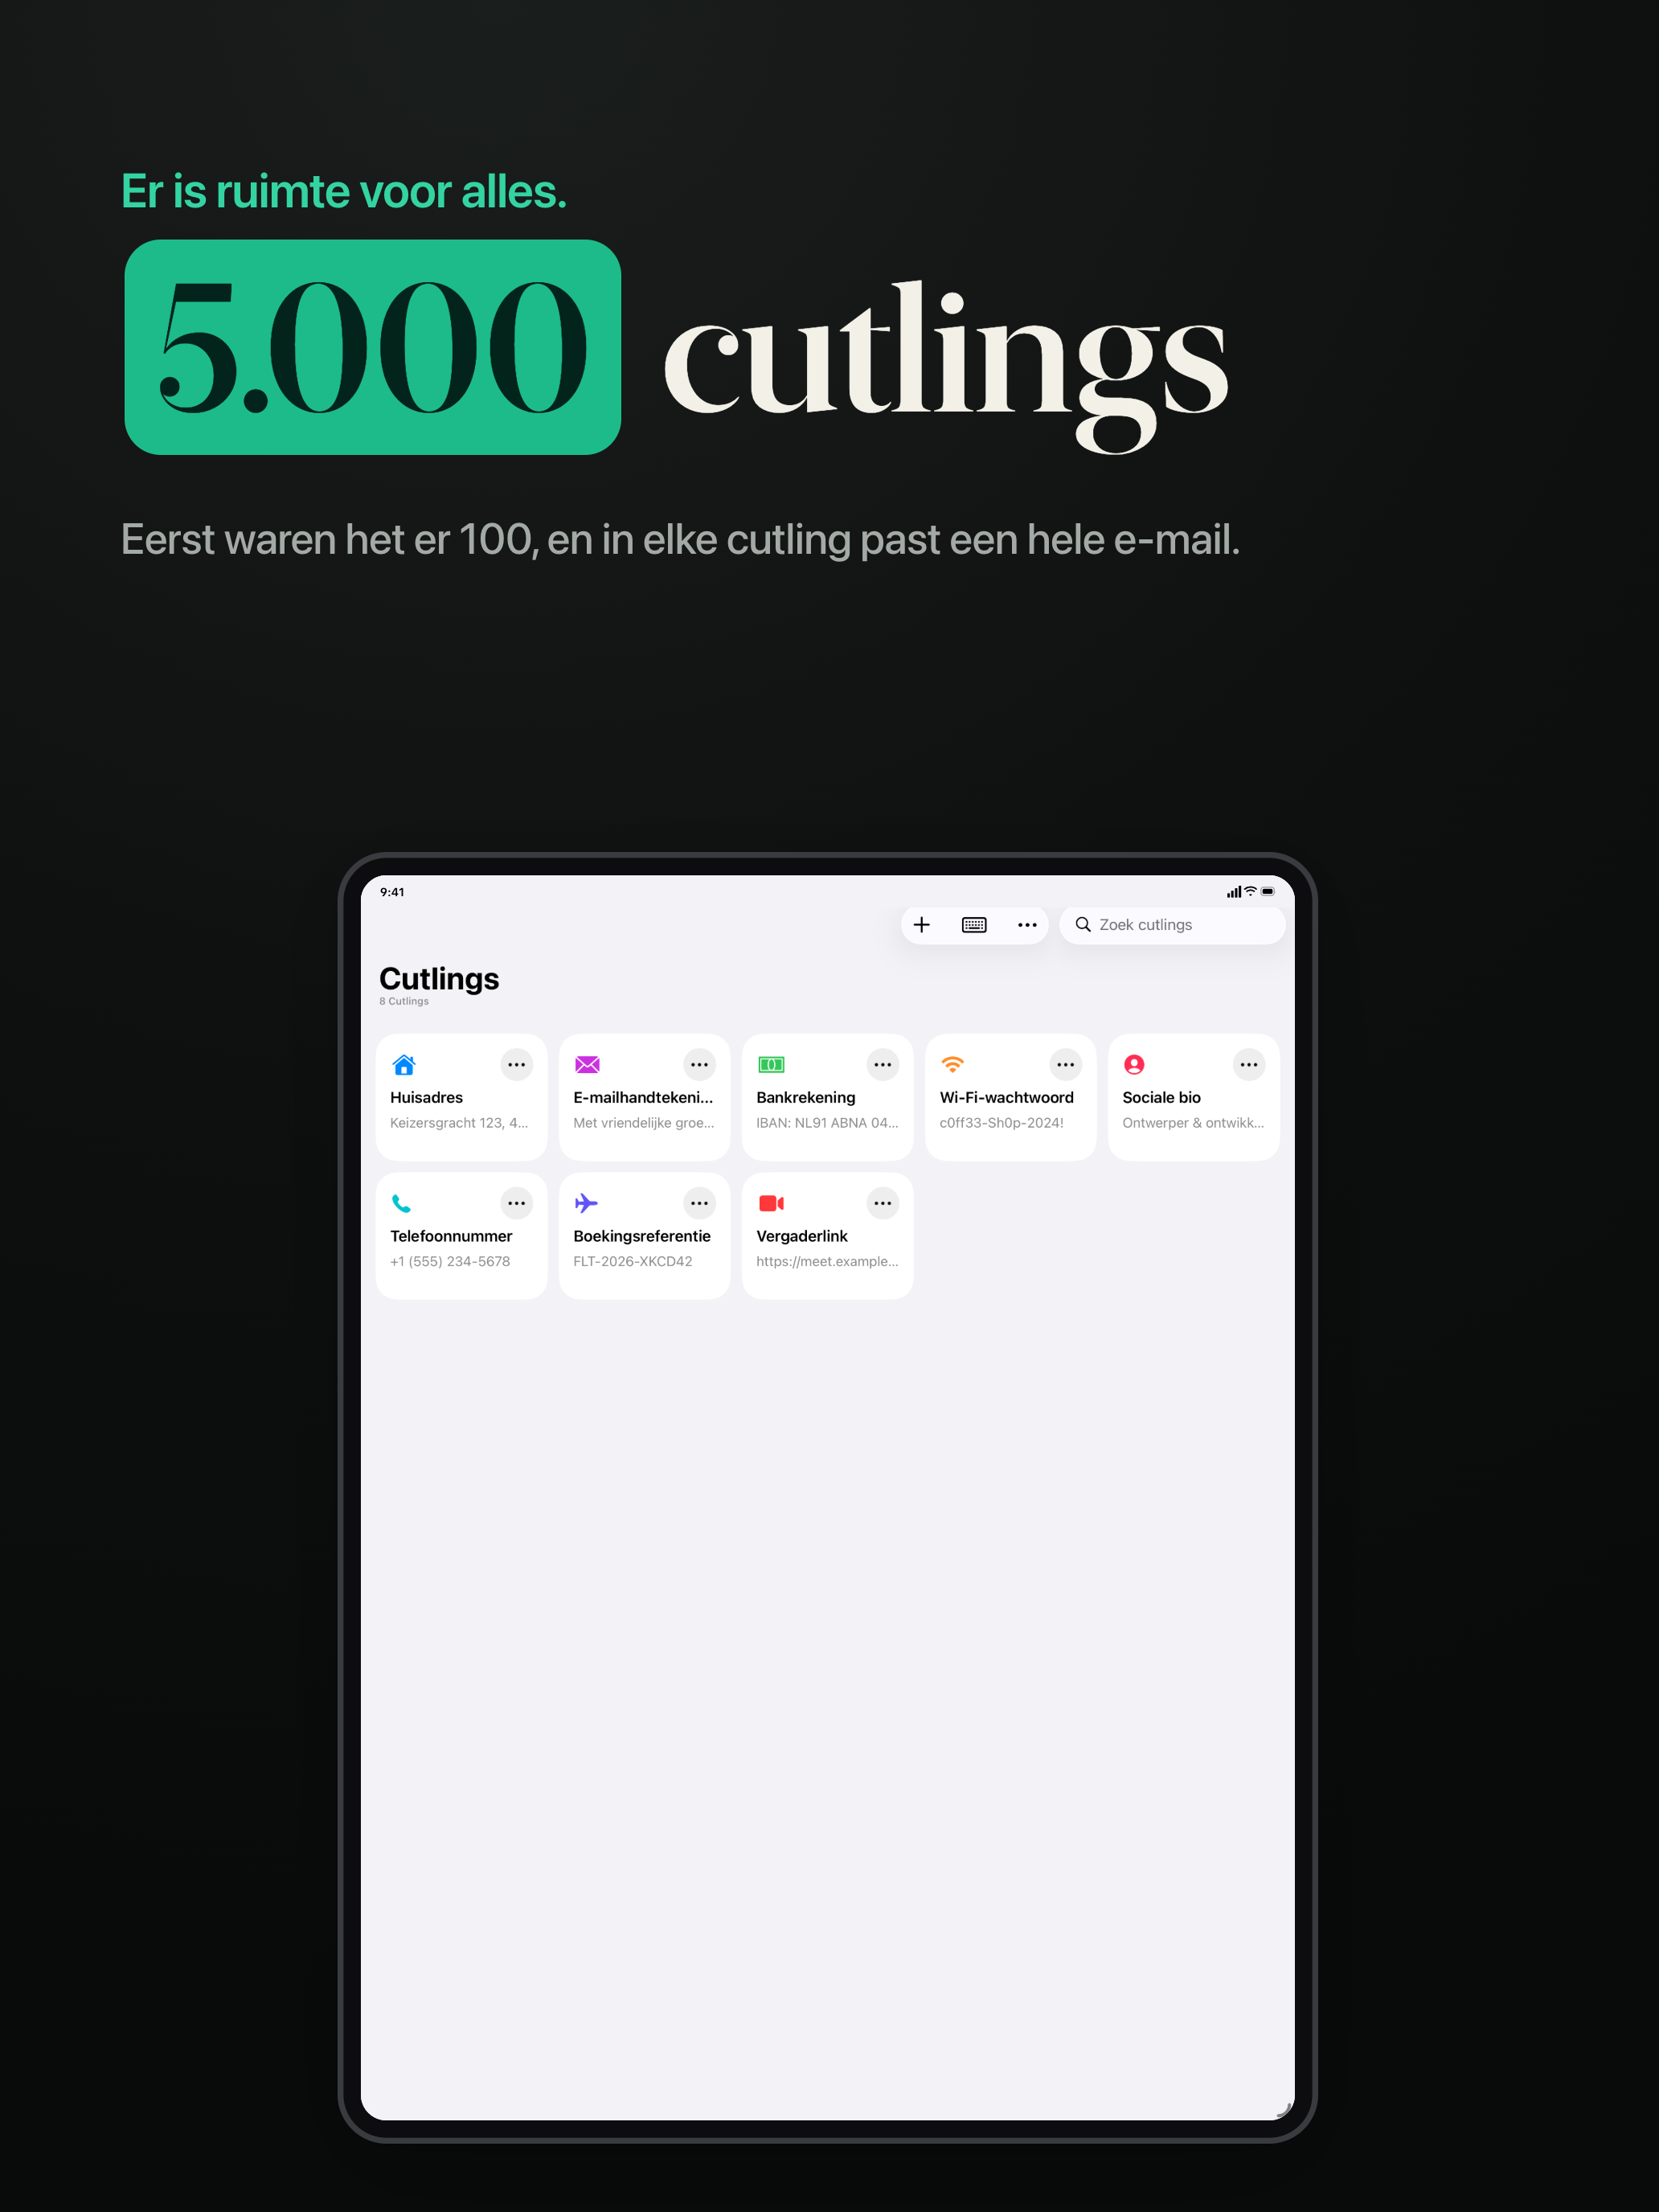 Er is ruimte voor alles.
5.000 cutlings
Eerst waren het er 100, en in elke cutling past een hele e-mail.
9:41
Zoek cutlings
Cutlings
8 Cutlings
Huisadres
Keizersgracht 123, 4...
E-mailhandtekeni...
Met vriendelijke groe...
Bankrekening
IBAN: NL91 ABNA 04...
Wi-Fi-wachtwoord
c0ff33-Sh0p-2024!
Sociale bio
Ontwerper & ontwikk...
Telefoonnummer
+1 (555) 234-5678
Boekingsreferentie
FLT-2026-XKCD42
Vergaderlink
https://meet.example...